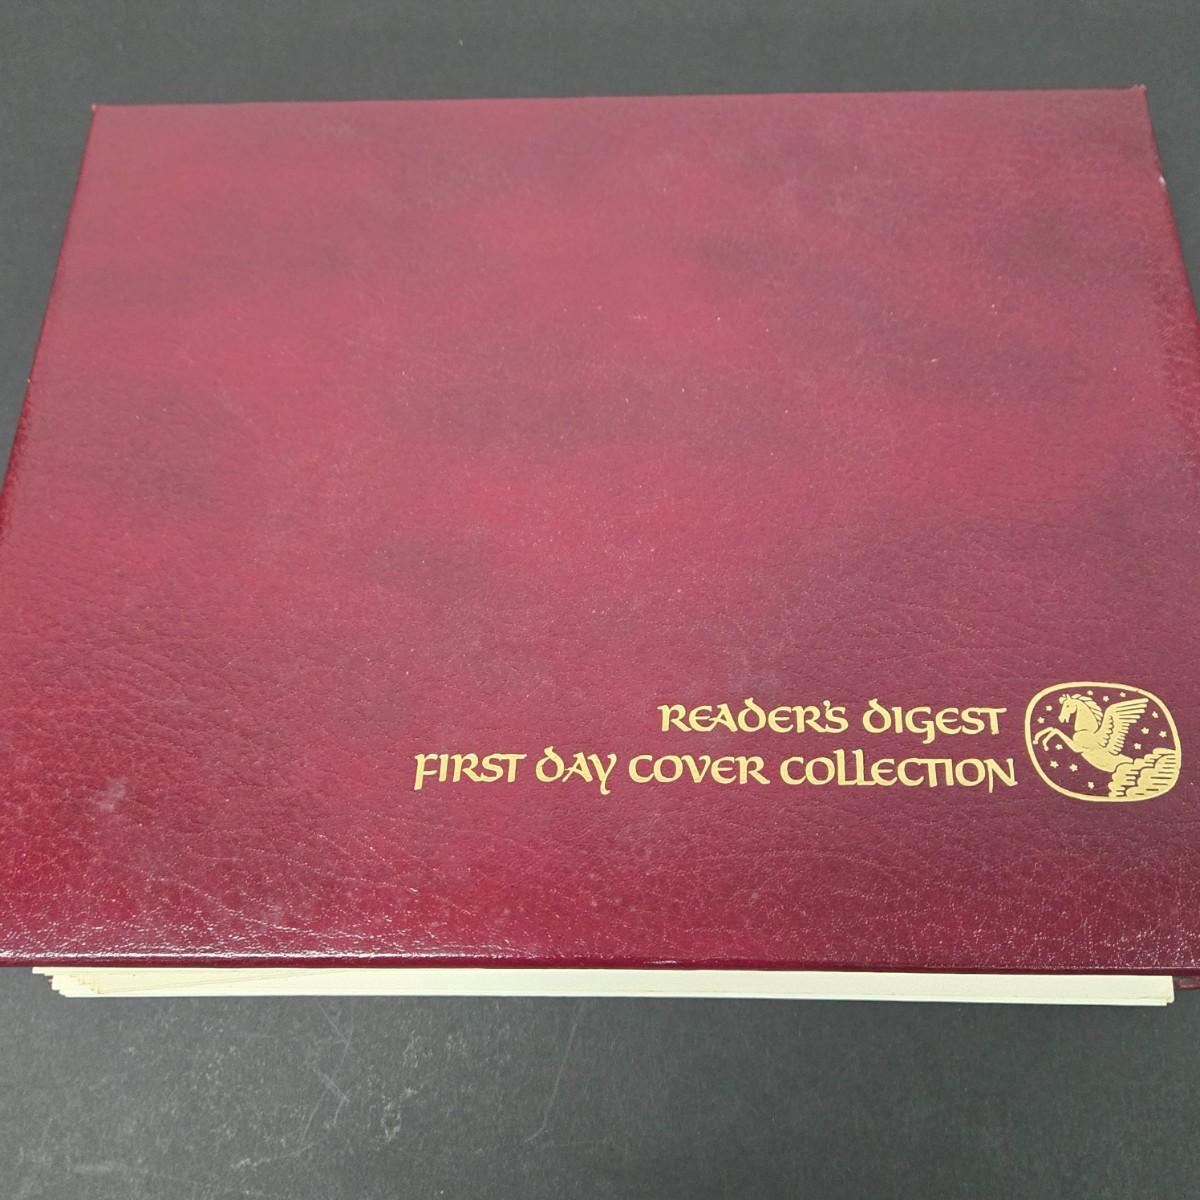 READER'S DIGEST
FIRST DAY COVER COLLECTION